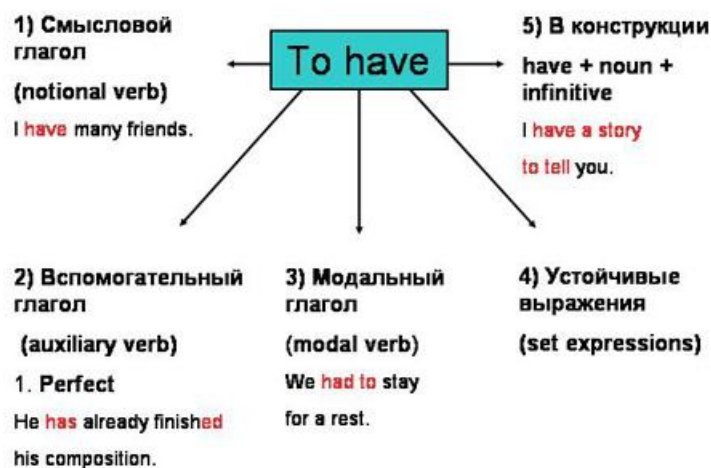 To have
1) Смысловой
глагол
(notional verb)
I have many friends.
2) Вспомогательный
глагол
(auxiliary verb)
1. Perfect
He has already finished
his composition.
3) Модальный
глагол
(modal verb)
We had to stay
for a rest.
4) Устойчивые
выражения
(set expressions)
5) В конструкции
have + noun +
infinitive
I have a story
to tell you.